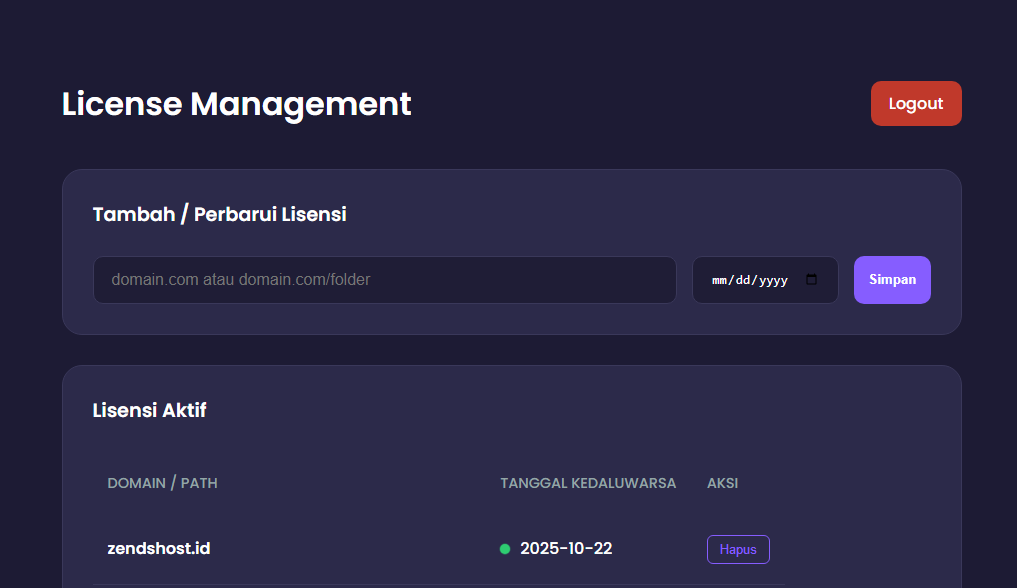 License Management
Logout
Tambah / Perbarui Lisensi
domain.com atau domain.com/folder
mm/dd/yyyy
Simpan
Lisensi Aktif
DOMAIN / PATH TANGGAL KEDALUWARSA AKSI
zendshost.id 2025-10-22 Hapus